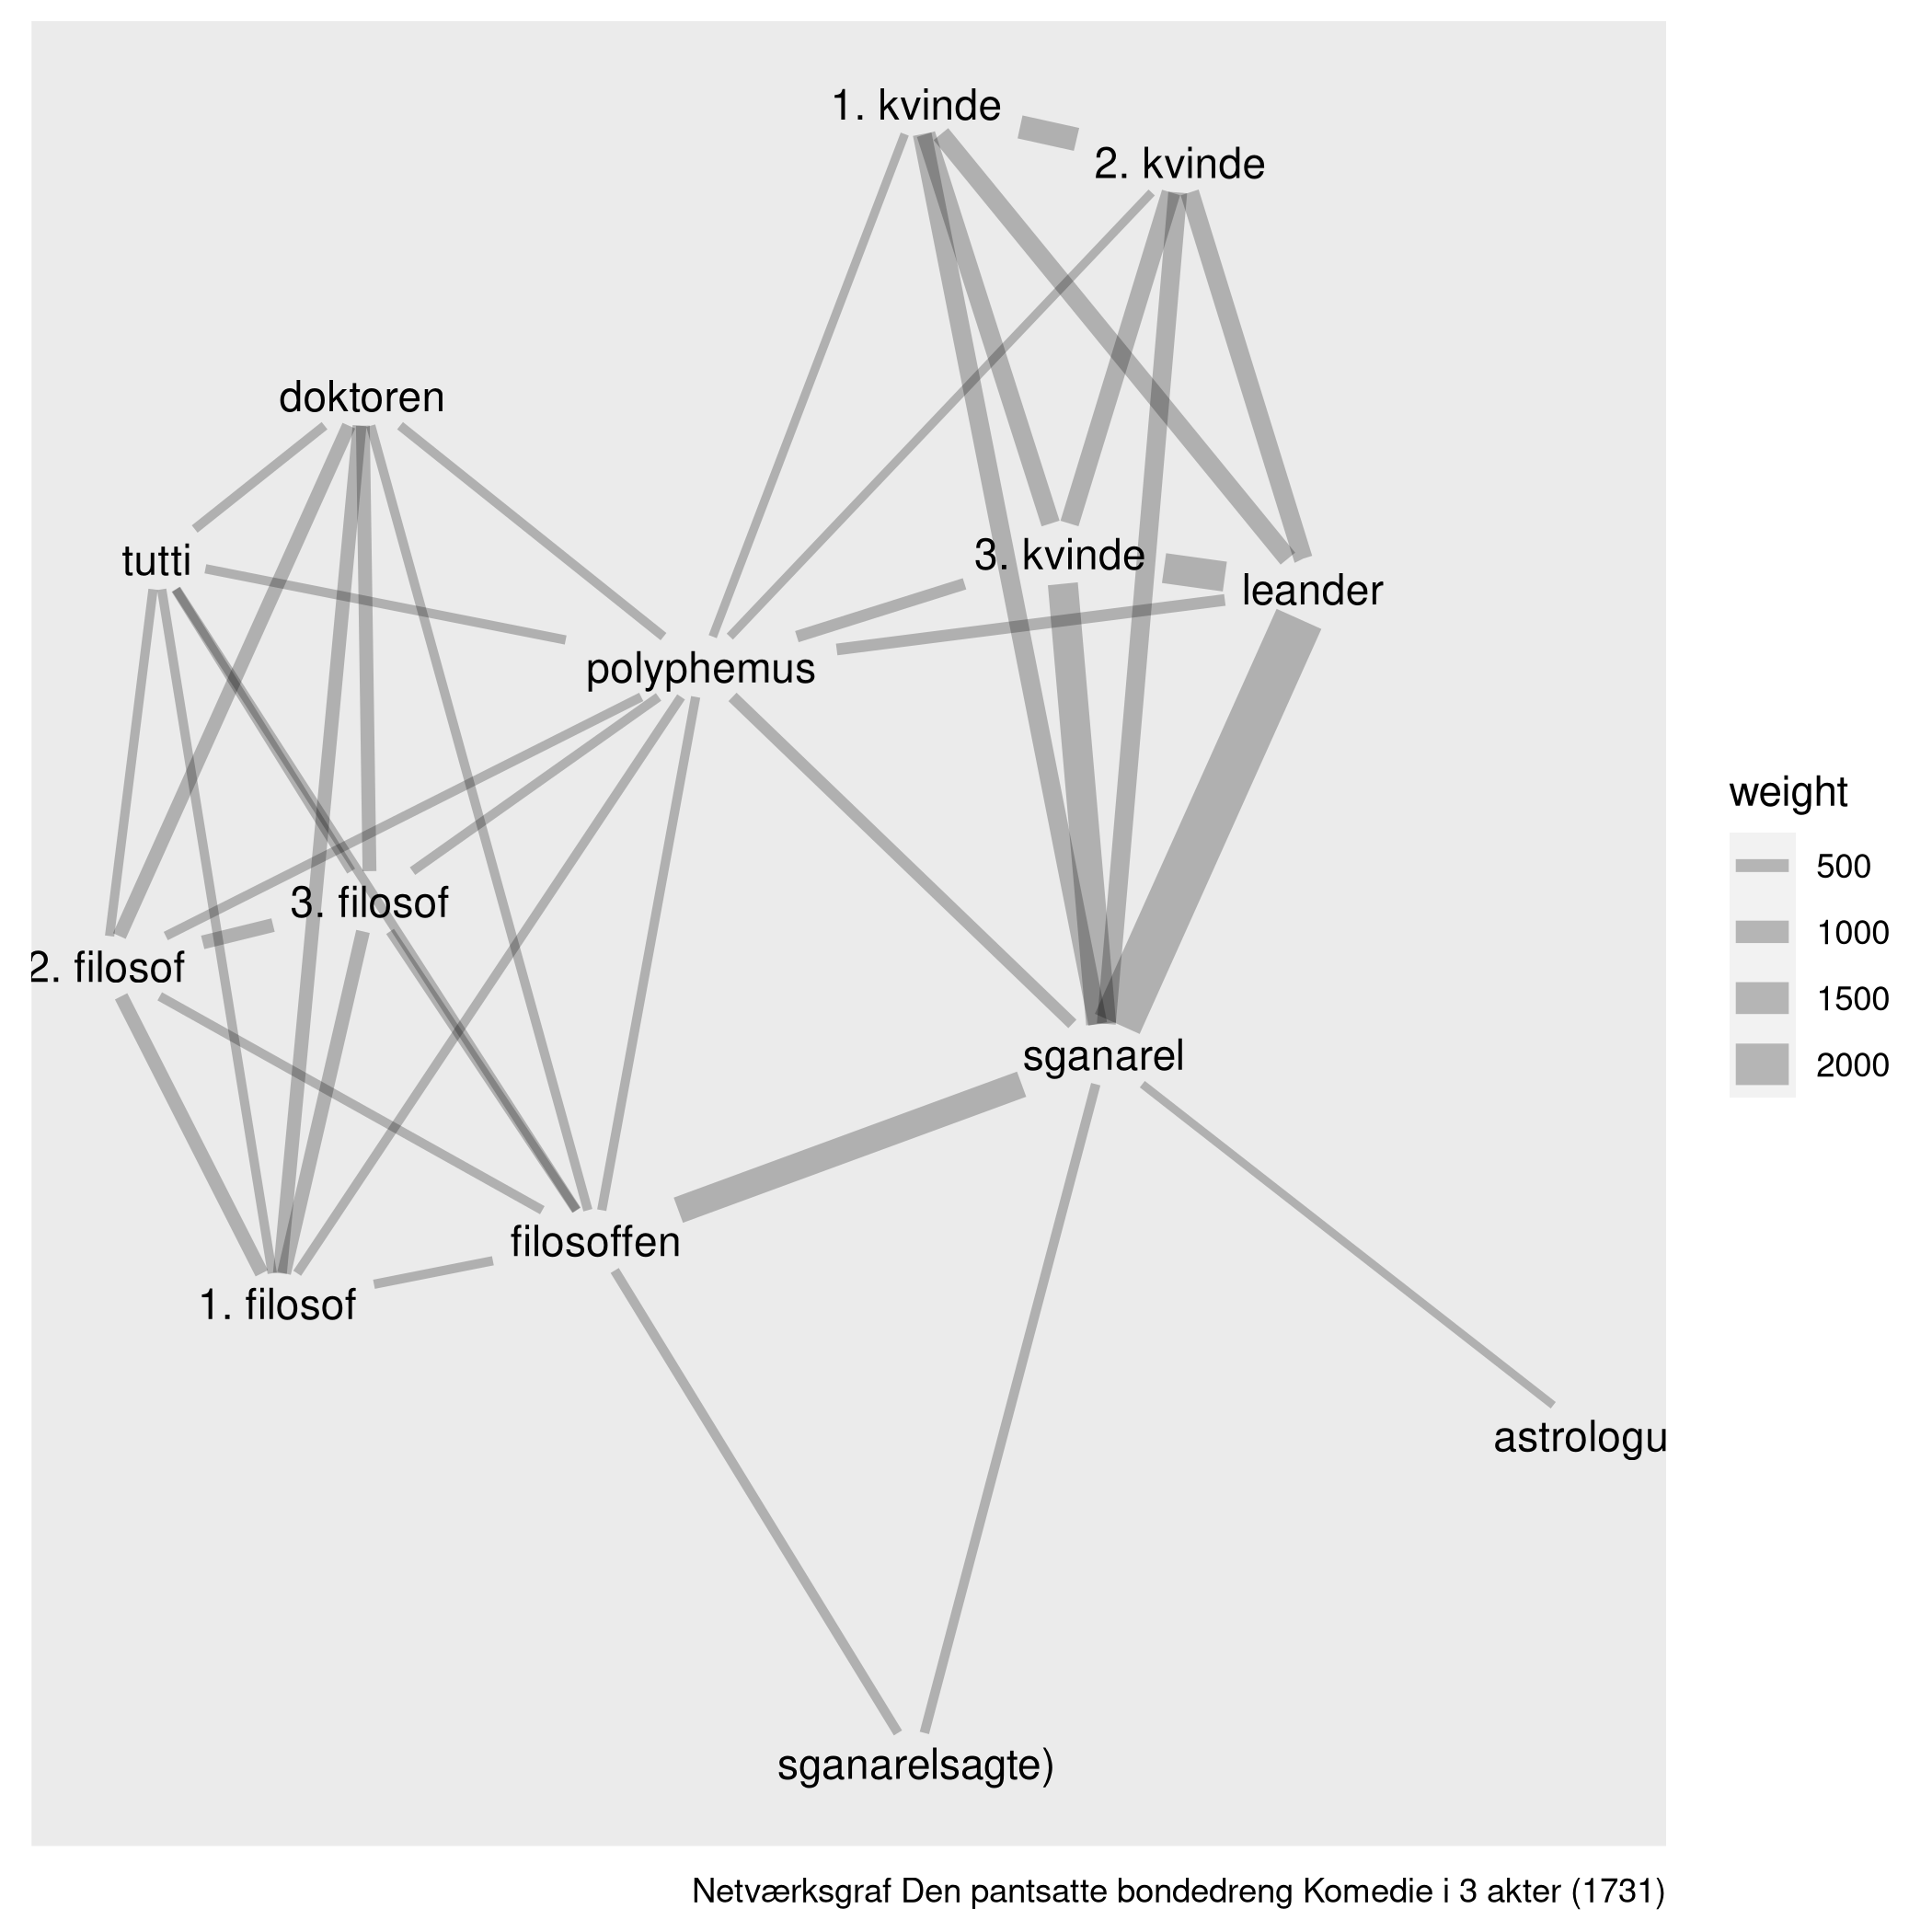 1. kvinde
2. kvinde
doktoren
tutti
3. kvinde
leander
polyphemus
3. filosof
2. filosof
sganarel
filosoffen
1. filosof
astrologu
sganarelsagte)
weight
500
1000
1500
2000
Netværksgraf Den pantsatte bondedreng Komedie i 3 akter (1731)